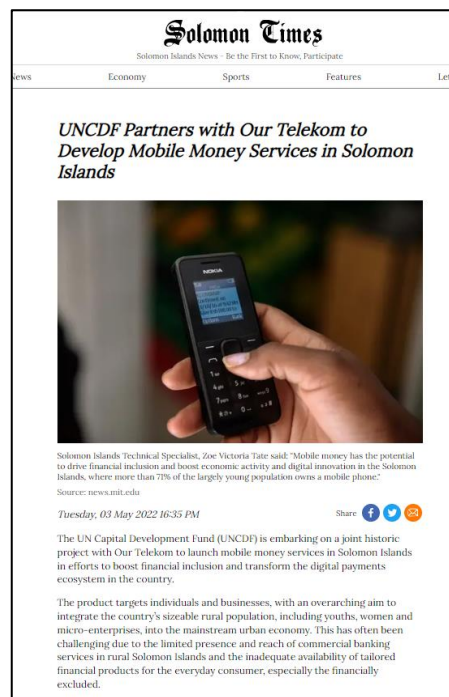 Solomon Times
Solomon Islands News - Be the First to Know, Participate
News Economy Sports Features Let
UNCDF Partners with Our Telekom to
Develop Mobile Money Services in Solomon
Islands
NOKIA
Solomon Islands Technical Specialist, Zoe Victoria Tate said: "Mobile money has the potential
to drive financial inclusion and boost economic activity and digital innovation in the Solomon
Islands, where more than 71% of the largely young population owns a mobile phone."
Source: news.mit.edu
Tuesday, 03 May 2022 16:35 PM
Share
The UN Capital Development Fund (UNCDF) is embarking on a joint historic
project with Our Telekom to launch mobile money services in Solomon Islands
in efforts to boost financial inclusion and transform the digital payments
ecosystem in the country.
The product targets individuals and businesses, with an overarching aim to
integrate the country's sizeable rural population, including youths, women and
micro-enterprises, into the mainstream urban economy. This has often been
challenging due to the limited presence and reach of commercial banking
services in rural Solomon Islands and the inadequate availability of tailored
financial products for the everyday consumer, especially the financially
excluded.